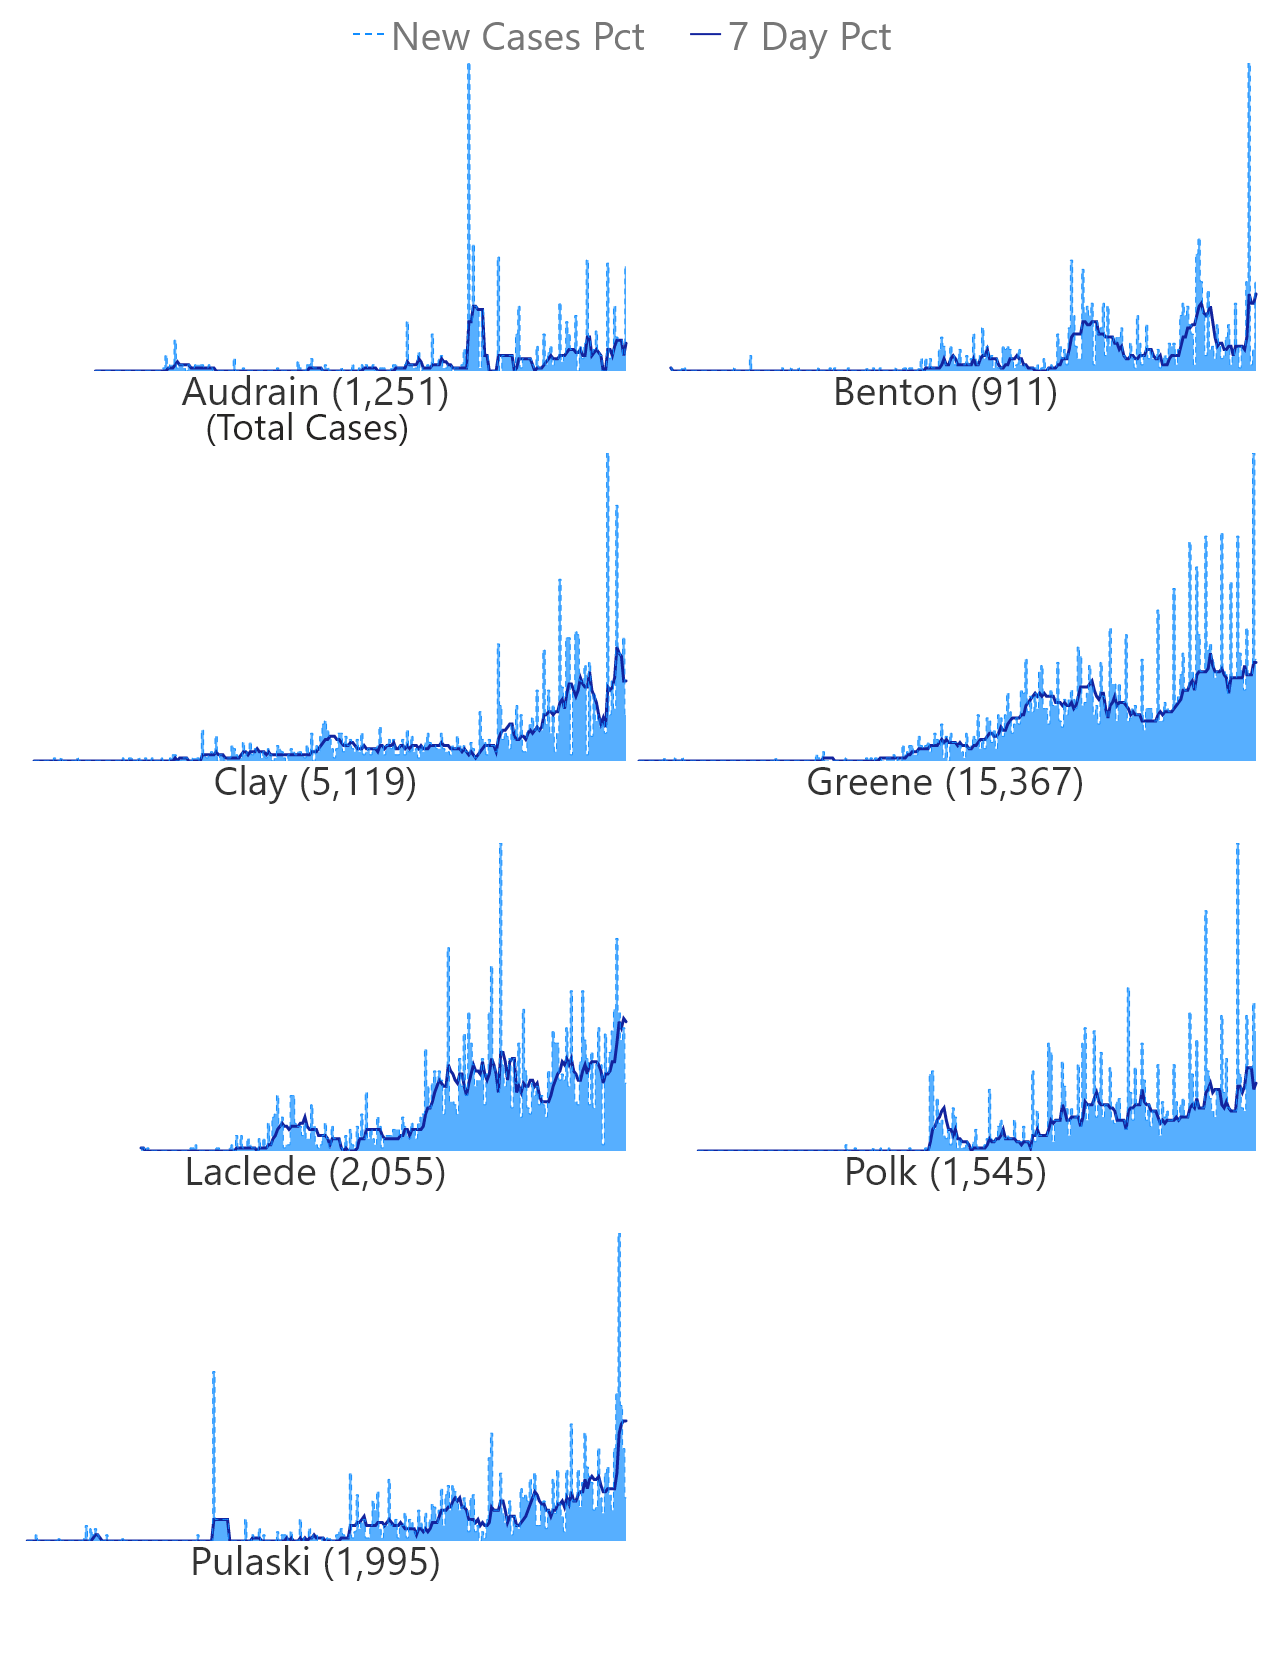 New Cases Pct 7 Day Pct
Audrain (1,251) Benton (911)
(Total Cases)
Clay (5,119) Greene (15,367)
Laclede (2,055) Polk (1,545)
Pulaski (1,995)